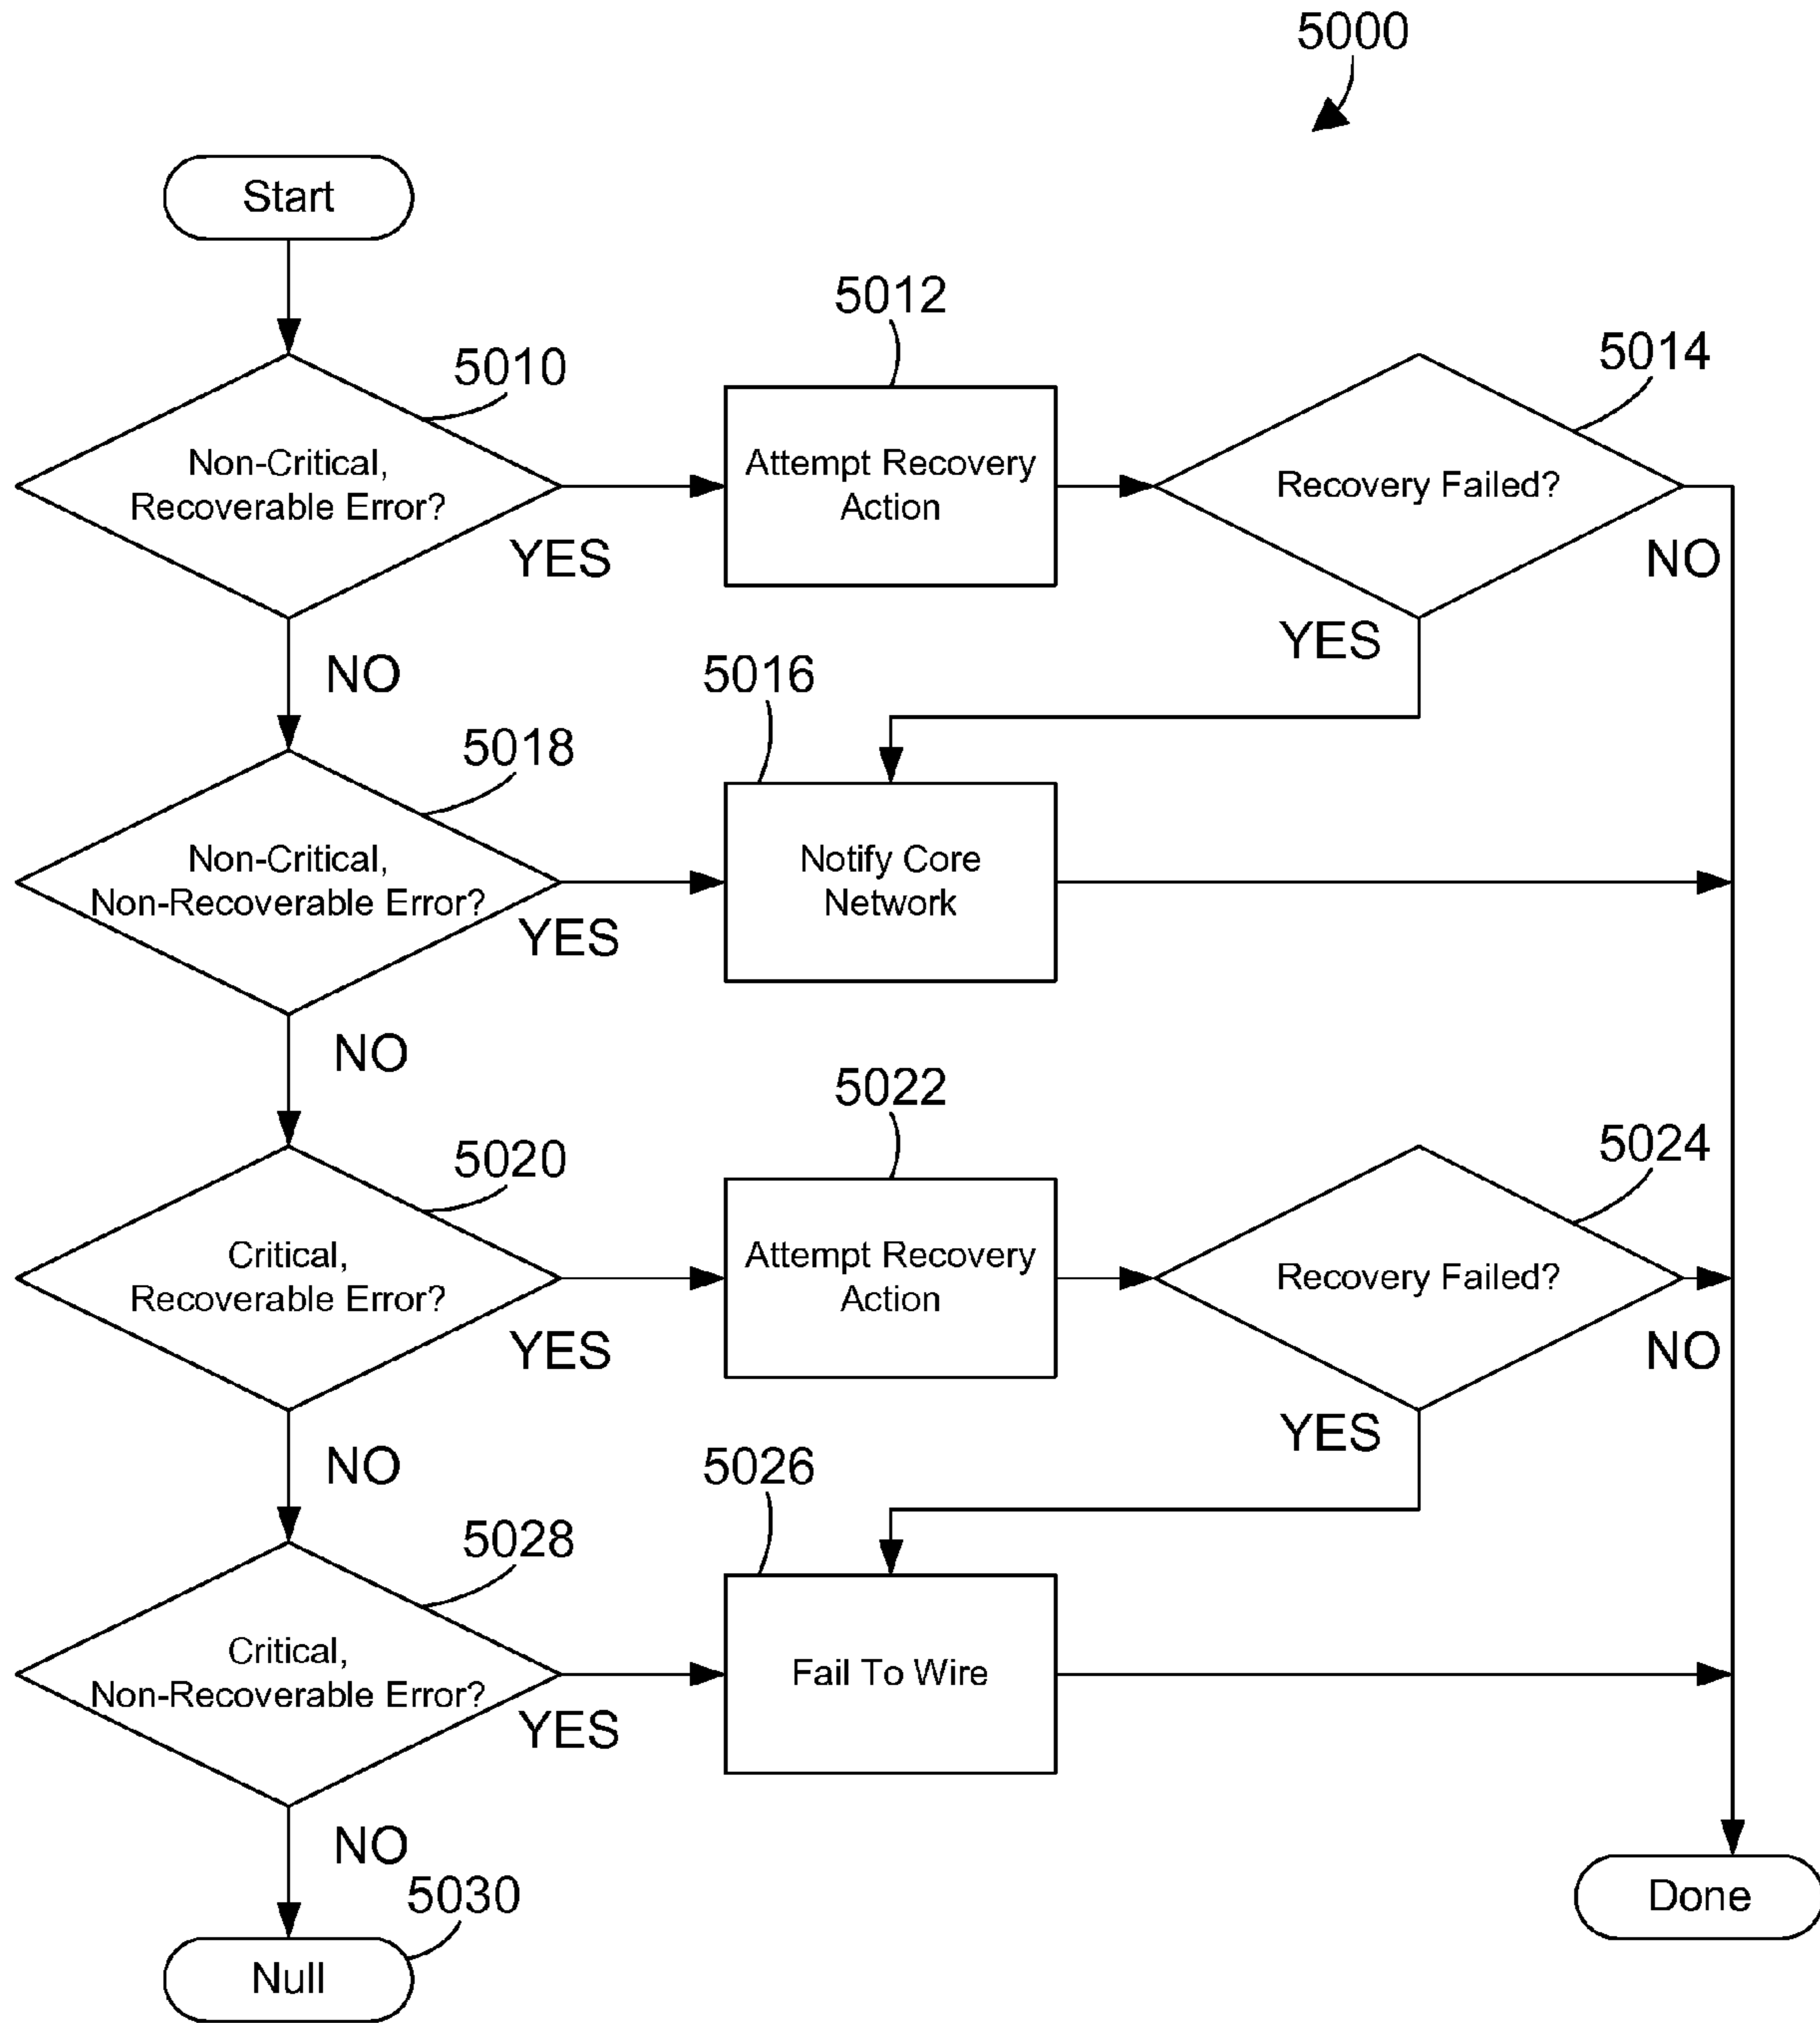 5000
Start
5012
5010
5014
Non-Critical,
Recoverable Error?
Attempt Recovery
Action
Recovery Failed?
YES
NO
YES
NO
5016
5018
Non-Critical,
Non-Recoverable Error?
Notify Core
Network
YES
NO
5022
5020
5024
Critical,
Recoverable Error?
Attempt Recovery
Action
Recovery Failed?
YES
NO
YES
NO
5026
5028
Critical,
Non-Recoverable Error?
Fail To Wire
YES
NO
5030
Null
Done